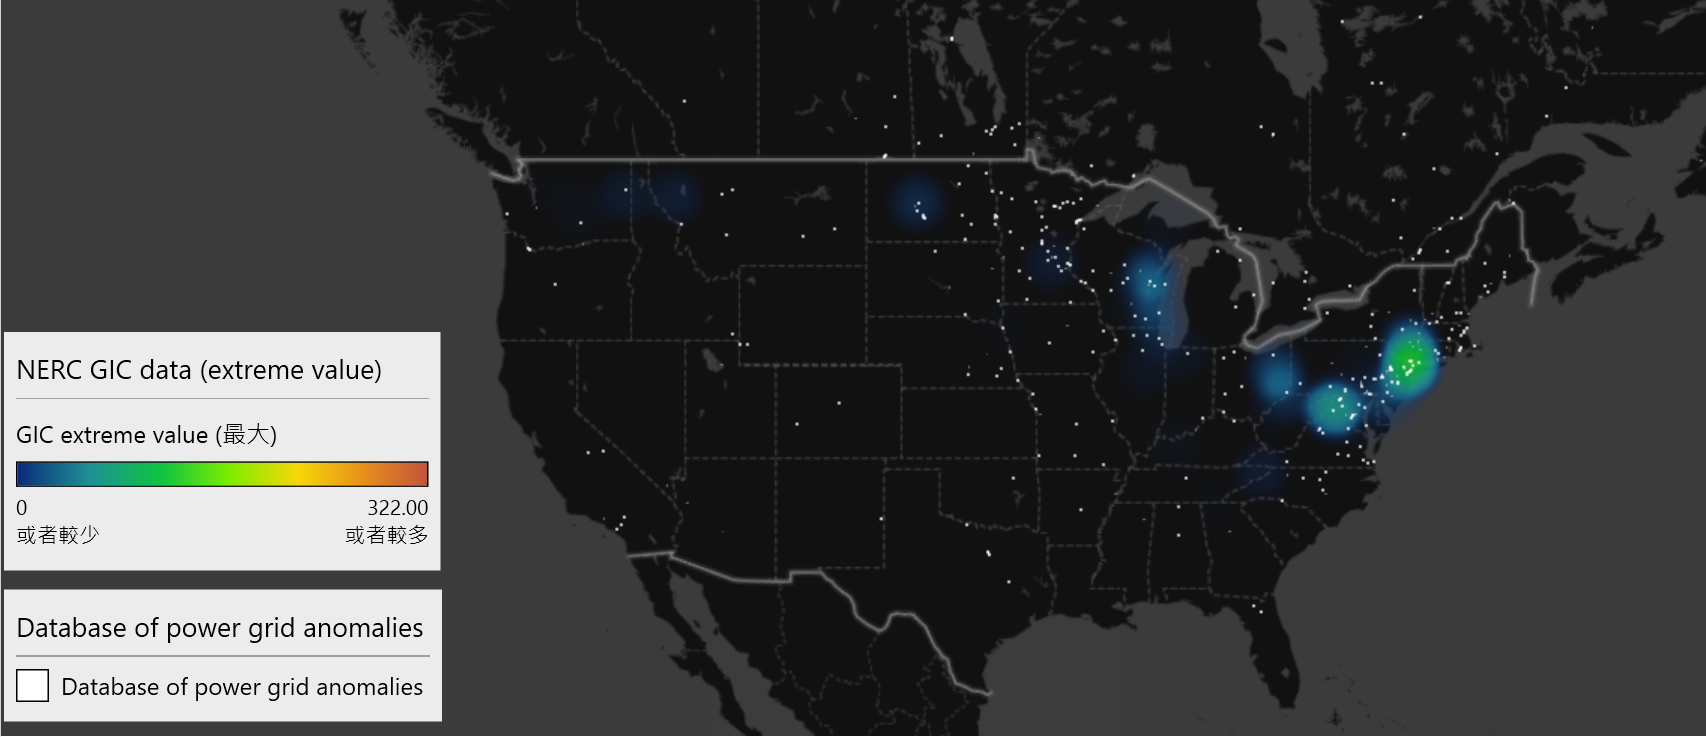 NERC GIC data (extreme value)
GIC extreme value (最大)
0 322.00
或者較少 或者較多
Database of power grid anomalies
Database of power grid anomalies